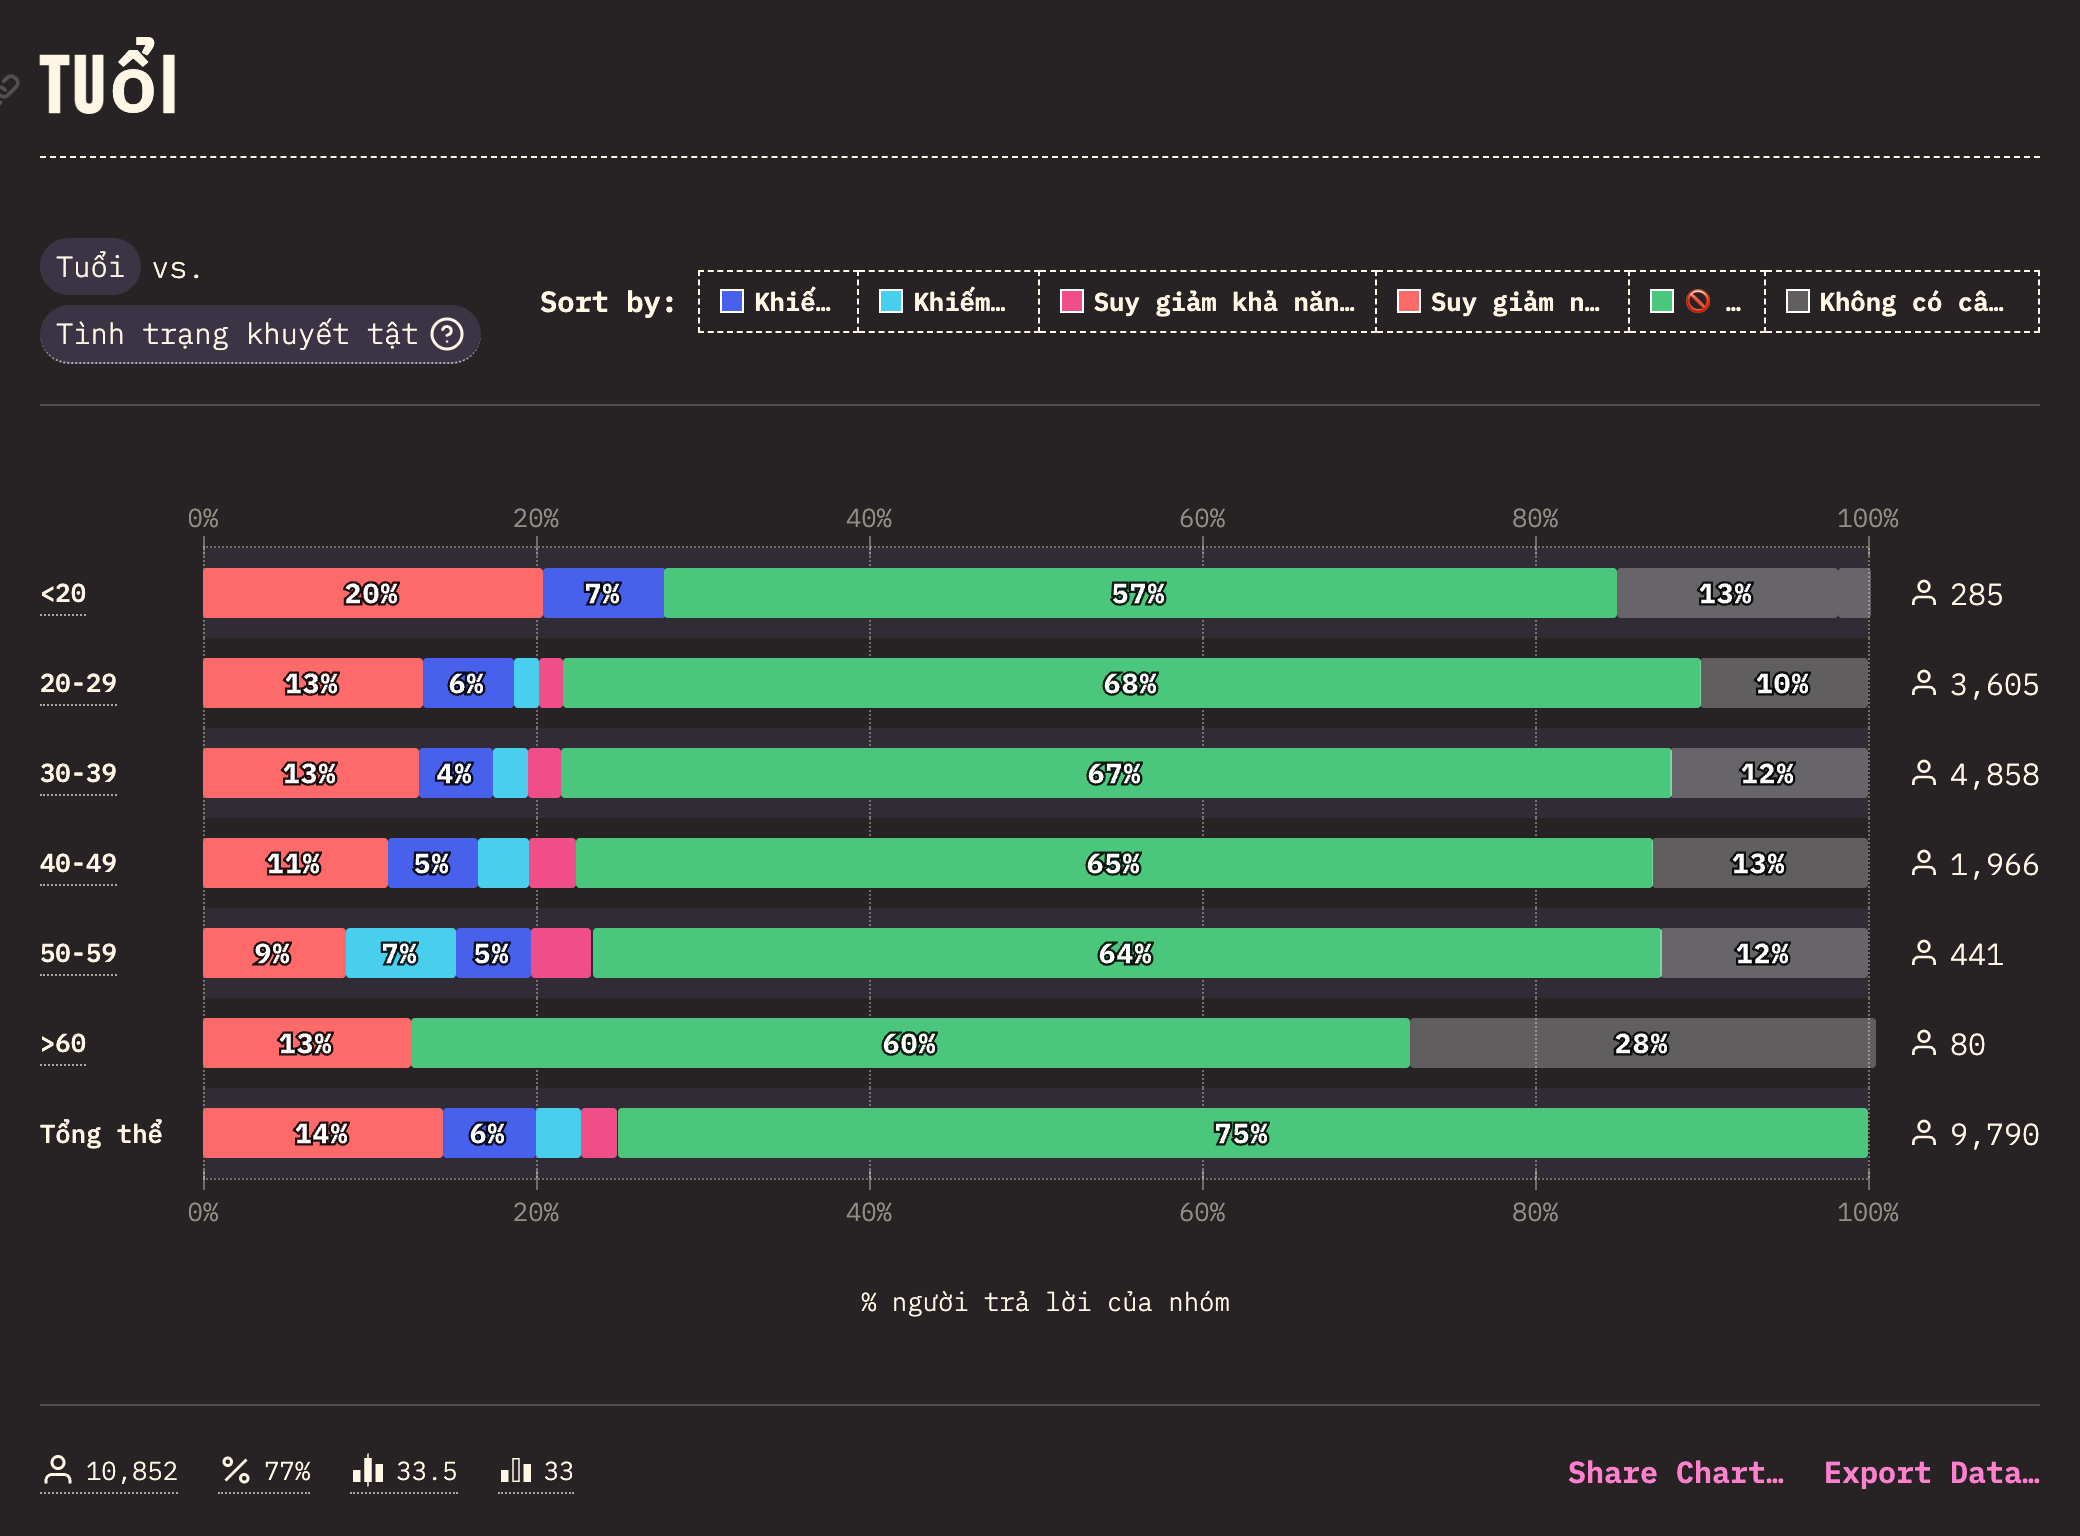 TUổI
Tuổi vs.
Tình trạng khuyết tật
Sort by: Khiế… Khiếm… Suy giảm khả năn… Suy giảm n… 🚫 … Không có câ…
0% 20% 40% 60% 80% 100%
<20 20% 7% 57% 13% 285
20-29 13% 6% 68% 10% 3,605
30-39 13% 4% 67% 12% 4,858
40-49 11% 5% 65% 13% 1,966
50-59 9% 7% 5% 64% 12% 441
>60 13% 60% 28% 80
Tổng thể 14% 6% 75% 9,790
0% 20% 40% 60% 80% 100%
% người trả lời của nhóm
10,852 77% 33.5 33 Share Chart… Export Data…